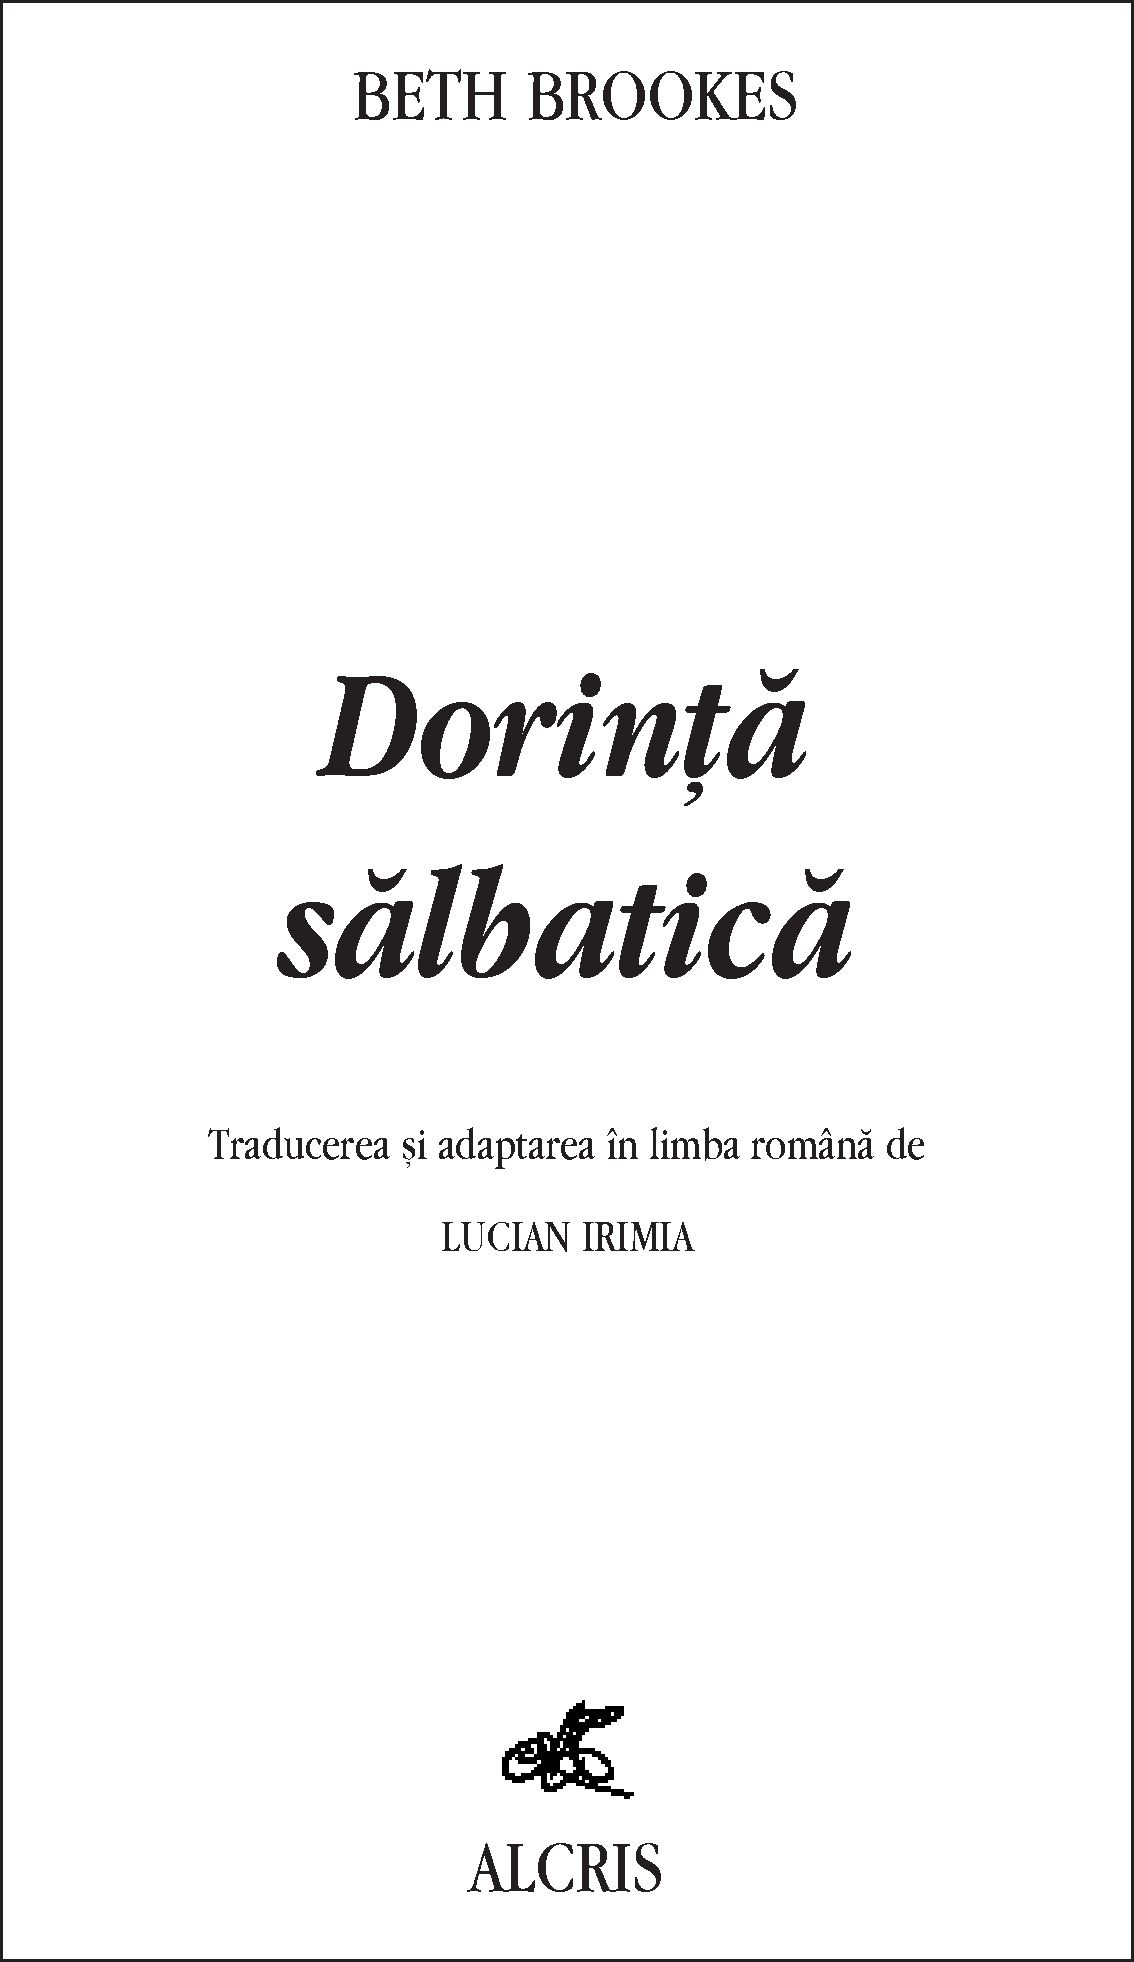 BETH BROOKES
Dorință
sălbatică
Traducerea și adaptarea în limba română de
LUCIAN IRIMIA
ALCRIS